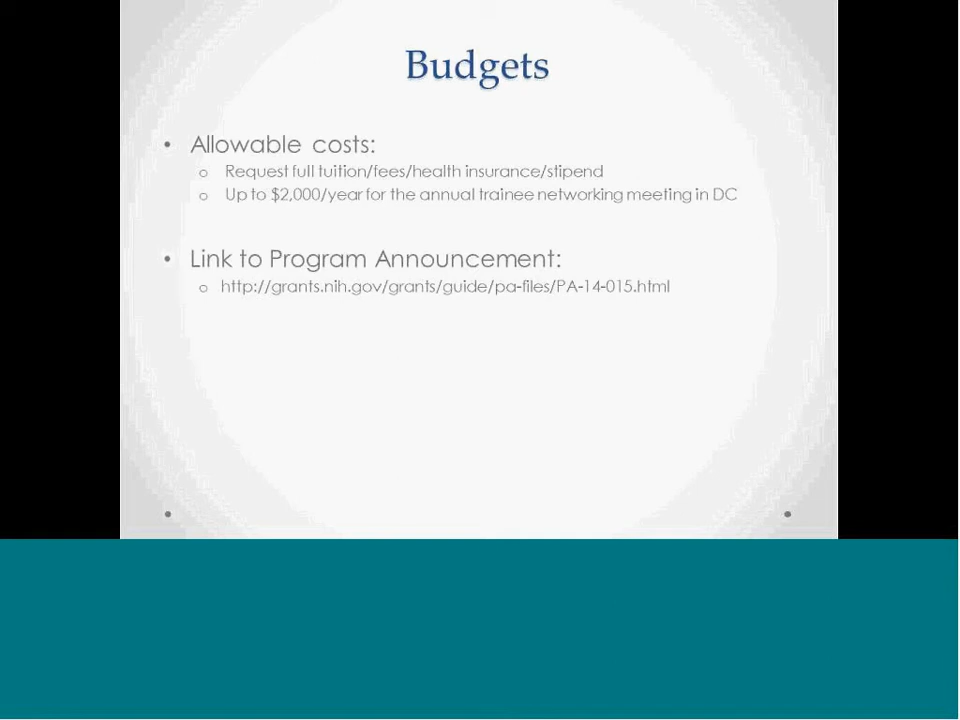 Budgets
• Allowable costs:
o Request full tuition/fees/health insurance/stipend
o Up to $2,000/year for the annual trainee networking meeting in DC
• Link to Program Announcement:
o http://grants.nih.gov/grants/guide/pa-files/PA-14-015.html